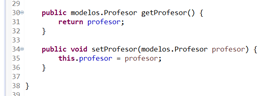 29
30 public modelos.Profesor getProfesor() {
31 return profesor;
32 }
33
34 public void setProfesor(modelos.Profesor profesor) {
35 this.profesor = profesor;
36 }
37
38 }
39